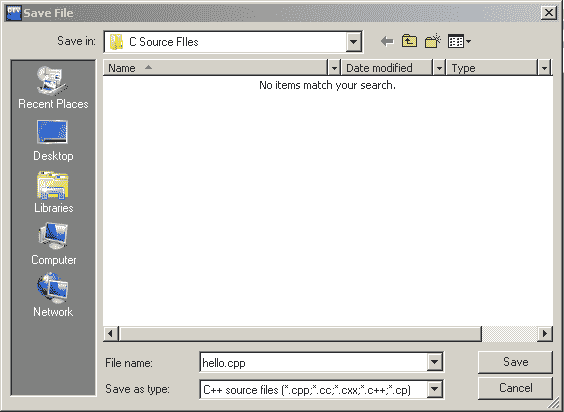 Save File
Save in:
C Source FIles
Name
Date modified
Type
No items match your search.
Recent Places
Desktop
Libraries
Computer
Network
File name:
hello.cpp
Save
Save as type:
C++ source files (*.cpp;*.cc;*.cxx;*.c++;*.cp)
Cancel